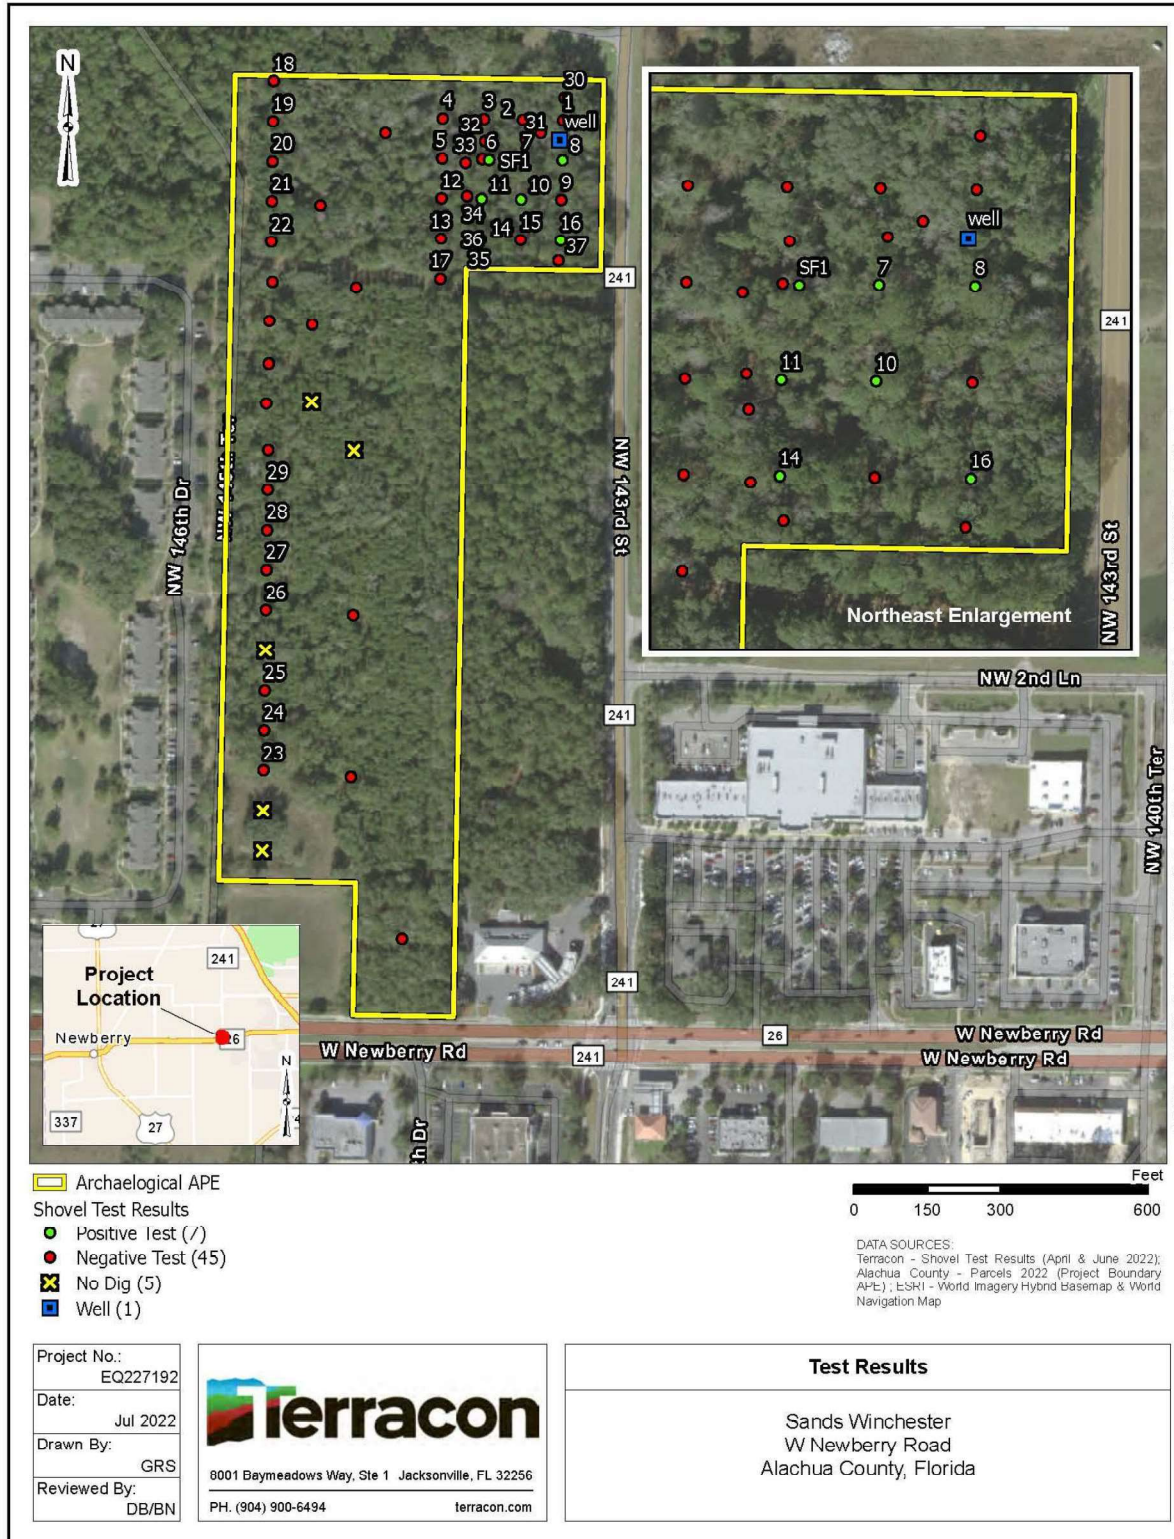 N
18
30
19
4
3
2
1
32
31
well
20
5
33
6
7
8
SF1
21
12
11
10
9
34
22
13
14
15
16
36
37
17
35
241
NW 143rd St
29
28
NW 146th Dr
27
26
25
24
23
well
SF1
7
8
241
11
10
14
16
NW 143rd St
Northeast Enlargement
NW 2nd Ln
241
NW 140th Ter
27
241
Project
Location
26
Newberry
N
337
27
4
241
26
W Newberry Rd
W Newberry Rd
241
W Newberry Rd
th Dr
Archaelogical APE
Shovel Test Results
Positive Test (7)
Negative Test (45)
No Dig (5)
Well (1)
Feet
0 150 300 600
DATA SOURCES:
Terracon - Shovel Test Results (April & June 2022);
Alachua County - Parcels 2022 (Project Boundary
APE) ; ESRI - World Imagery Hybrid Basemap & World
Navigation Map
Project No.:
EQ227192
Date:
Jul 2022
Drawn By:
GRS
Reviewed By:
DB/BN
Terracon
8001 Baymeadows Way, Ste 1 Jacksonville, FL 32256
PH. (904) 900-6494 terracon.com
Test Results
Sands Winchester
W Newberry Road
Alachua County, Florida